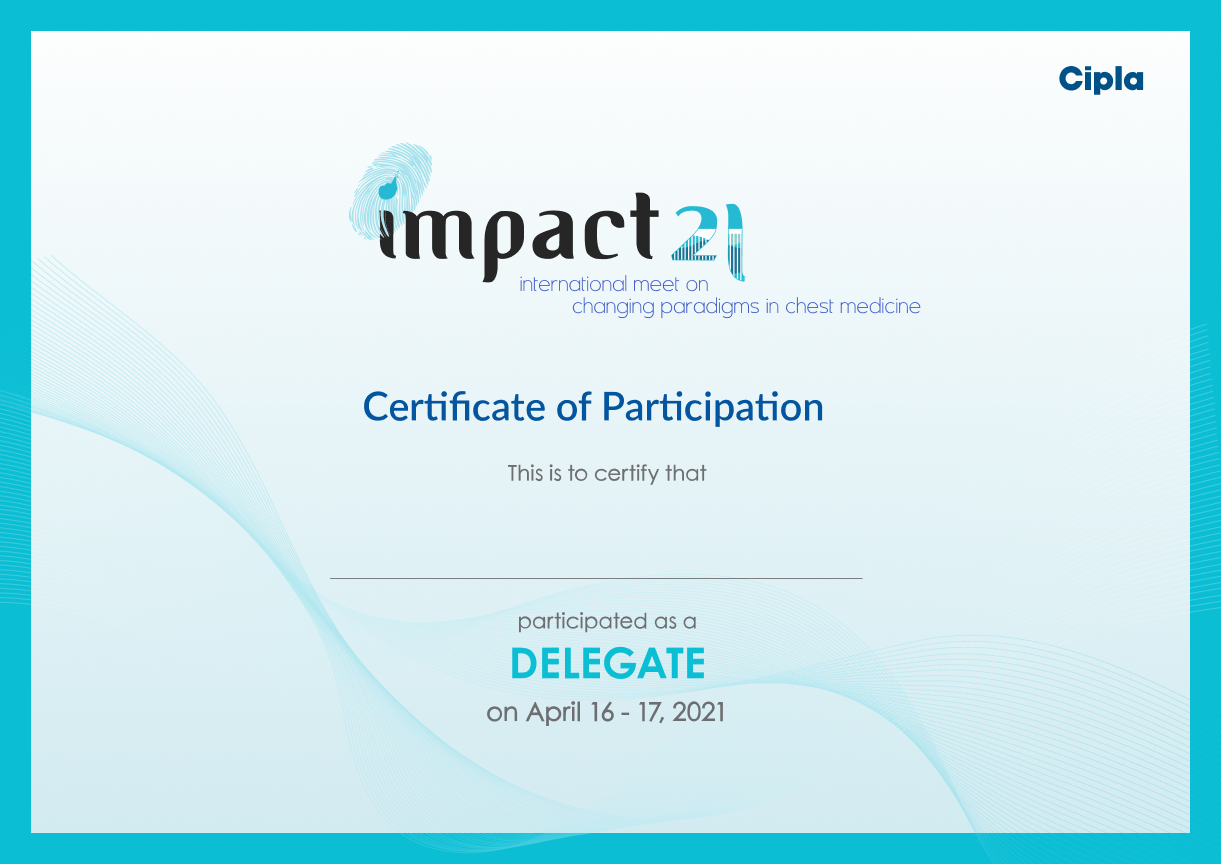 Cipla
impact 21
international meet on
changing paradigms in chest medicine
Certificate of Participation
This is to certify that
participated as a
DELEGATE
on April 16 - 17, 2021